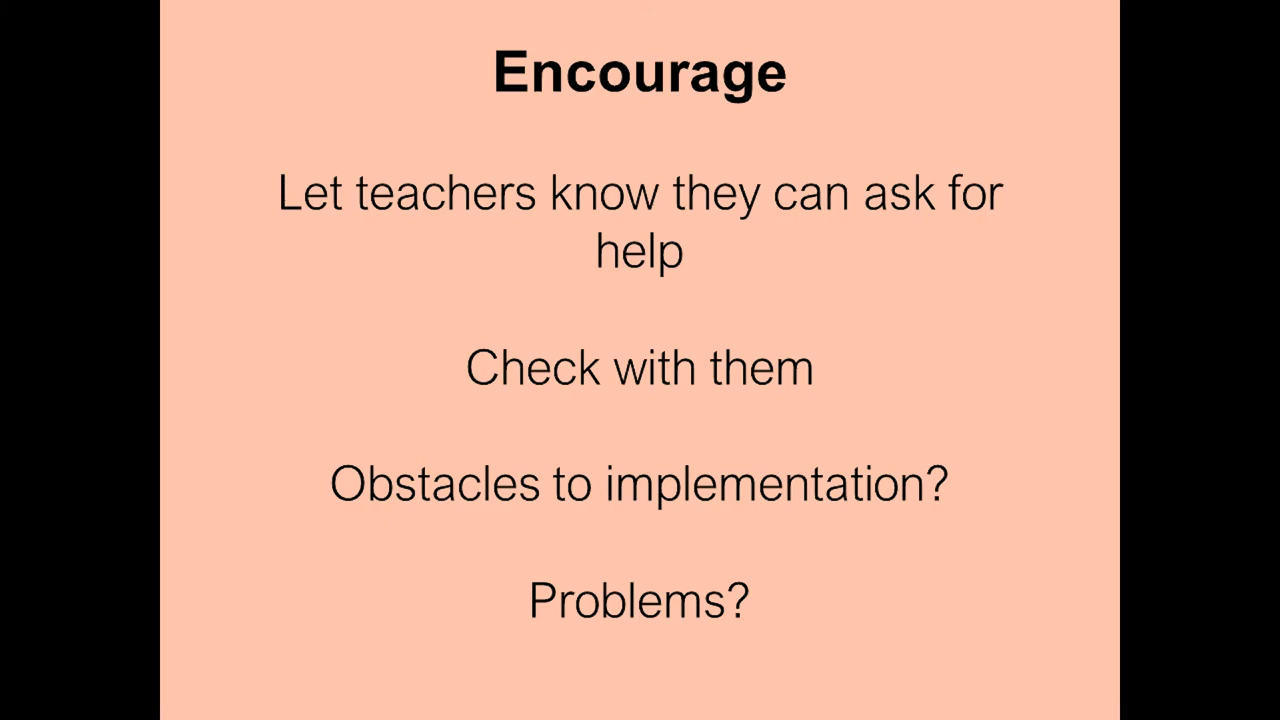 Encourage
Let teachers know they can ask for
help
Check with them
Obstacles to implementation?
Problems?